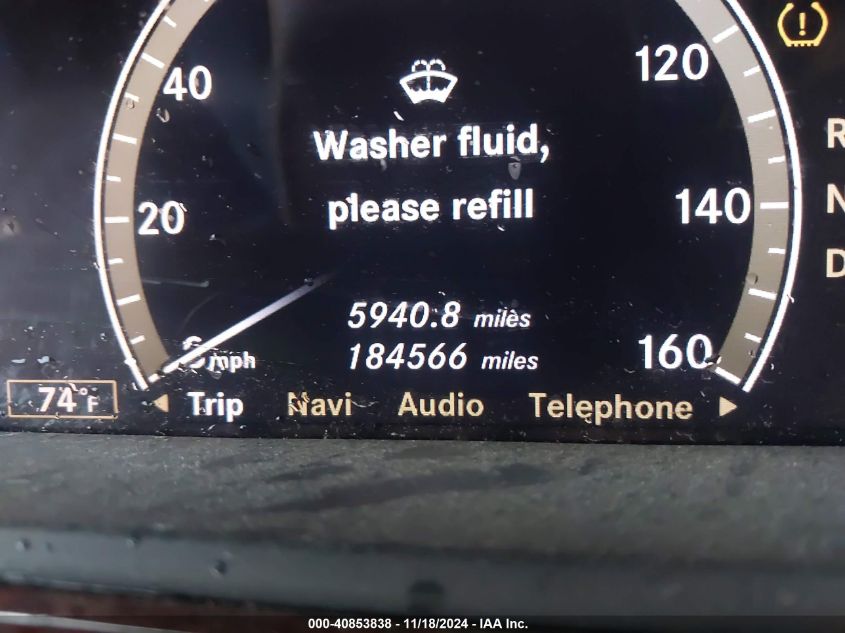 40
120
Washer fluid,
please refill
20
140
5940.8 miles
184566 miles
mph
160
74°F
Trip Navi Audio Telephone
R
N
D
000-40853838 - 11/18/2024 - IAA Inc.